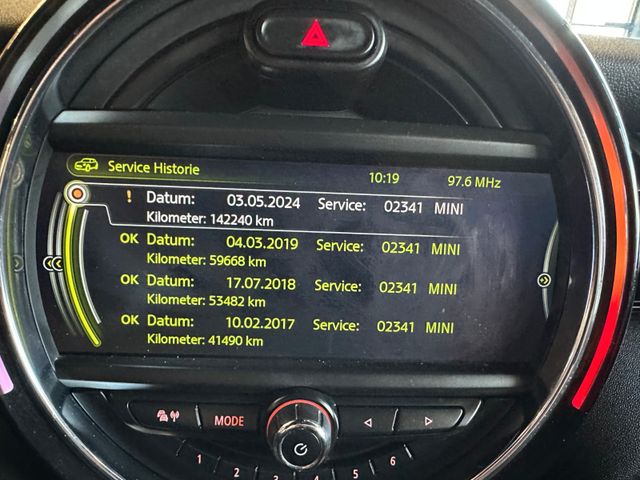 Service Historie
10:19
97.6 MHz
! Datum: 03.05.2024 Service: 02341 MINI
Kilometer: 142240 km
OK Datum: 04.03.2019 Service: 02341 MINI
Kilometer: 59668 km
OK Datum: 17.07.2018 Service: 02341 MINI
Kilometer: 53482 km
OK Datum: 10.02.2017 Service: 02341 MINI
Kilometer: 41490 km
MODE
1 2 3 4 5 6